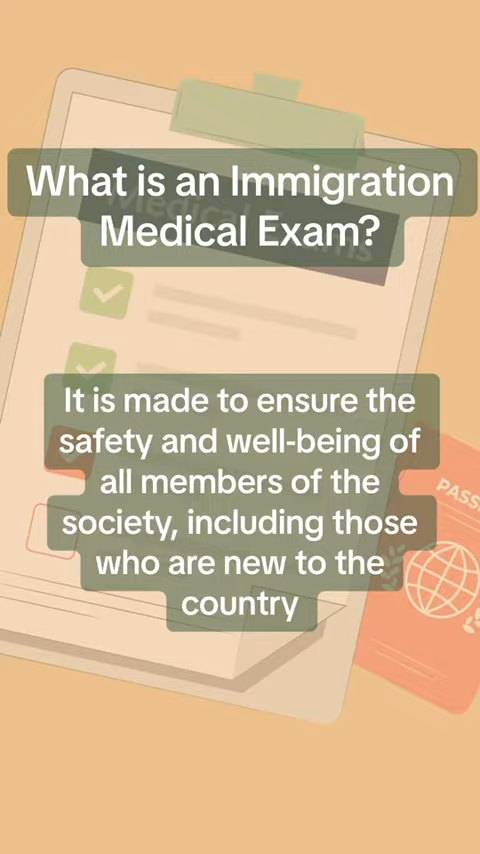 What is an Immigration
Medical Exam?
It is made to ensure the
safety and well-being of
all members of the
society, including those
who are new to the
country